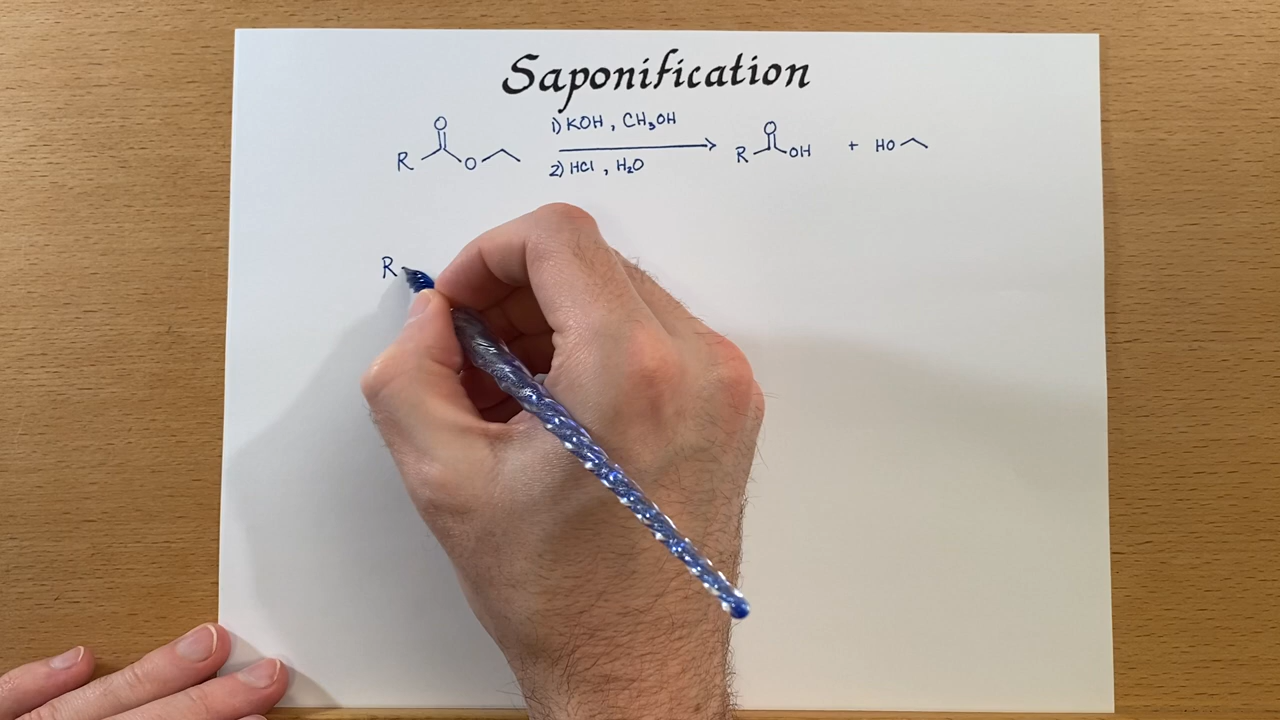 Saponification
O O
1) KOH, CH₃OH
R O R OH + HO
2) HCl, H₂O
R